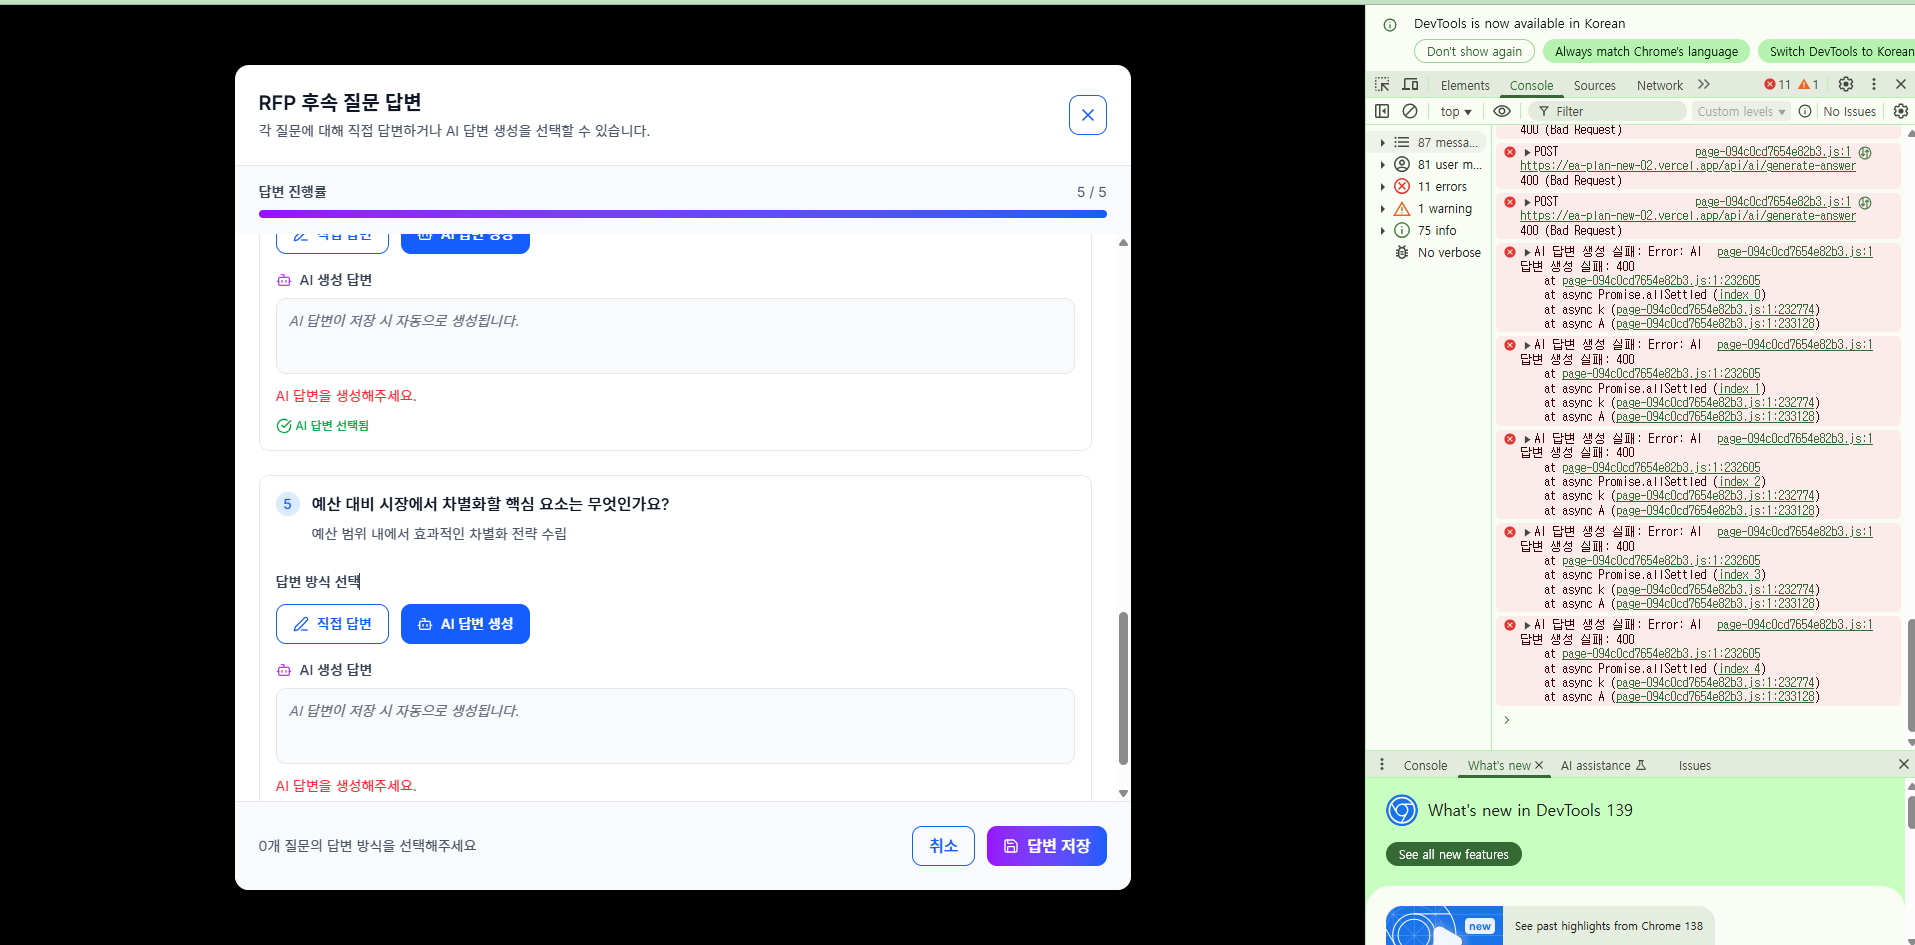 RFP 후속 질문 답변
각 질문에 대해 직접 답변하거나 AI 답변 생성을 선택할 수 있습니다.
답변 진행률
5 / 5
직접 답변
AI 답변 생성
AI 생성 답변
AI 답변이 저장 시 자동으로 생성됩니다.
AI 답변을 생성해주세요.
AI 답변 선택됨
5
예산 대비 시장에서 차별화할 핵심 요소는 무엇인가요?
예산 범위 내에서 효과적인 차별화 전략 수립
답변 방식 선택
직접 답변
AI 답변 생성
AI 생성 답변
AI 답변이 저장 시 자동으로 생성됩니다.
AI 답변을 생성해주세요.
0개 질문의 답변 방식을 선택해주세요
취소
답변 저장
DevTools is now available in Korean
Don't show again
Always match Chrome's language
Switch DevTools to Korean
Elements
Console
Sources
Network
11
1
top
Filter
Custom levels
No Issues
87 messa...
81 user m...
11 errors
1 warning
75 info
No verbose
400 (Bad Request)
POST page-094c0cd7654e82b3.js:1
https://ea-plan-new-02.vercel.app/api/ai/generate-answer
400 (Bad Request)
POST page-094c0cd7654e82b3.js:1
https://ea-plan-new-02.vercel.app/api/ai/generate-answer
400 (Bad Request)
AI 답변 생성 실패: Error: AI page-094c0cd7654e82b3.js:1
답변 생성 실패: 400
at page-094c0cd7654e82b3.js:1:232605
at async Promise.allSettled (index 0)
at async k (page-094c0cd7654e82b3.js:1:232774)
at async A (page-094c0cd7654e82b3.js:1:233128)
AI 답변 생성 실패: Error: AI page-094c0cd7654e82b3.js:1
답변 생성 실패: 400
at page-094c0cd7654e82b3.js:1:232605
at async Promise.allSettled (index 1)
at async k (page-094c0cd7654e82b3.js:1:232774)
at async A (page-094c0cd7654e82b3.js:1:233128)
AI 답변 생성 실패: Error: AI page-094c0cd7654e82b3.js:1
답변 생성 실패: 400
at page-094c0cd7654e82b3.js:1:232605
at async Promise.allSettled (index 2)
at async k (page-094c0cd7654e82b3.js:1:232774)
at async A (page-094c0cd7654e82b3.js:1:233128)
AI 답변 생성 실패: Error: AI page-094c0cd7654e82b3.js:1
답변 생성 실패: 400
at page-094c0cd7654e82b3.js:1:232605
at async Promise.allSettled (index 3)
at async k (page-094c0cd7654e82b3.js:1:232774)
at async A (page-094c0cd7654e82b3.js:1:233128)
AI 답변 생성 실패: Error: AI page-094c0cd7654e82b3.js:1
답변 생성 실패: 400
at page-094c0cd7654e82b3.js:1:232605
at async Promise.allSettled (index 4)
at async k (page-094c0cd7654e82b3.js:1:232774)
at async A (page-094c0cd7654e82b3.js:1:233128)
Console
What's new
AI assistance
Issues
What's new in DevTools 139
See all new features
new
See past highlights from Chrome 138